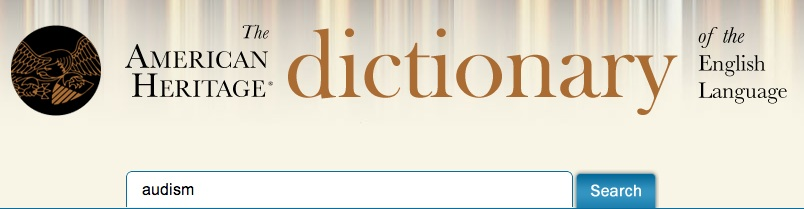 The
AMERICAN
HERITAGE®
dictionary
of the
English
Language
audism
Search